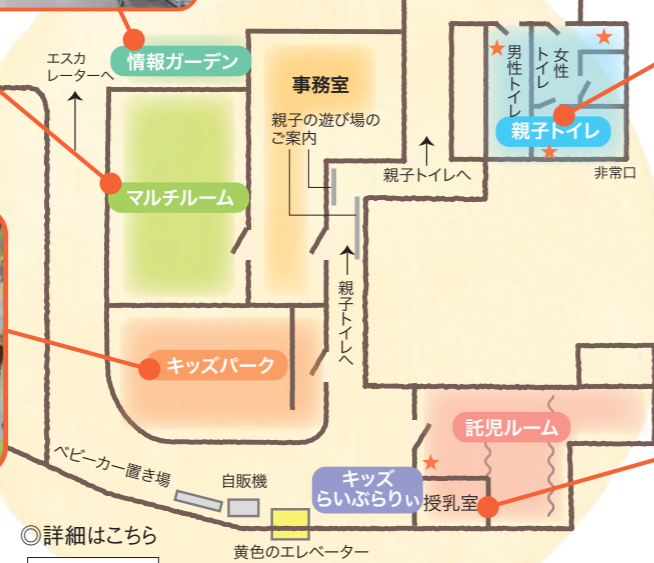 エスカ
レーターへ
情報ガーデン
事務室
親子の遊び場の
ご案内
男性トイレ
女性
トイレ
親子トイレ
非常口
親子トイレへ
マルチルーム
親子トイレへ
キッズパーク
託児ルーム
ベビーカー置き場
自販機
キッズ
らいぶらりぃ
授乳室
◎詳細はこちら
黄色のエレベーター